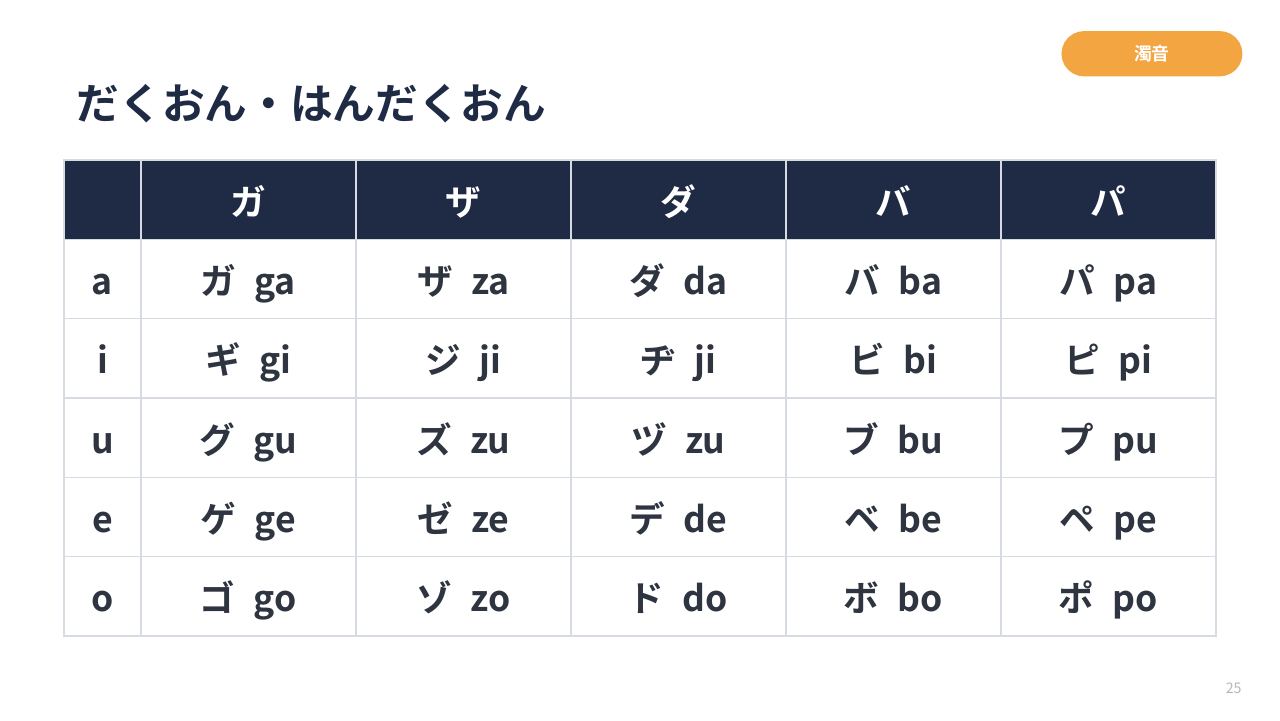 濁音
だくおん・はんだくおん
ガ ザ ダ バ パ
a ガ ga ザ za ダ da バ ba パ pa
i ギ gi ジ ji ヂ ji ビ bi ピ pi
u グ gu ズ zu ヅ zu ブ bu プ pu
e ゲ ge ゼ ze デ de ベ be ペ pe
o ゴ go ゾ zo ド do ボ bo ポ po
25